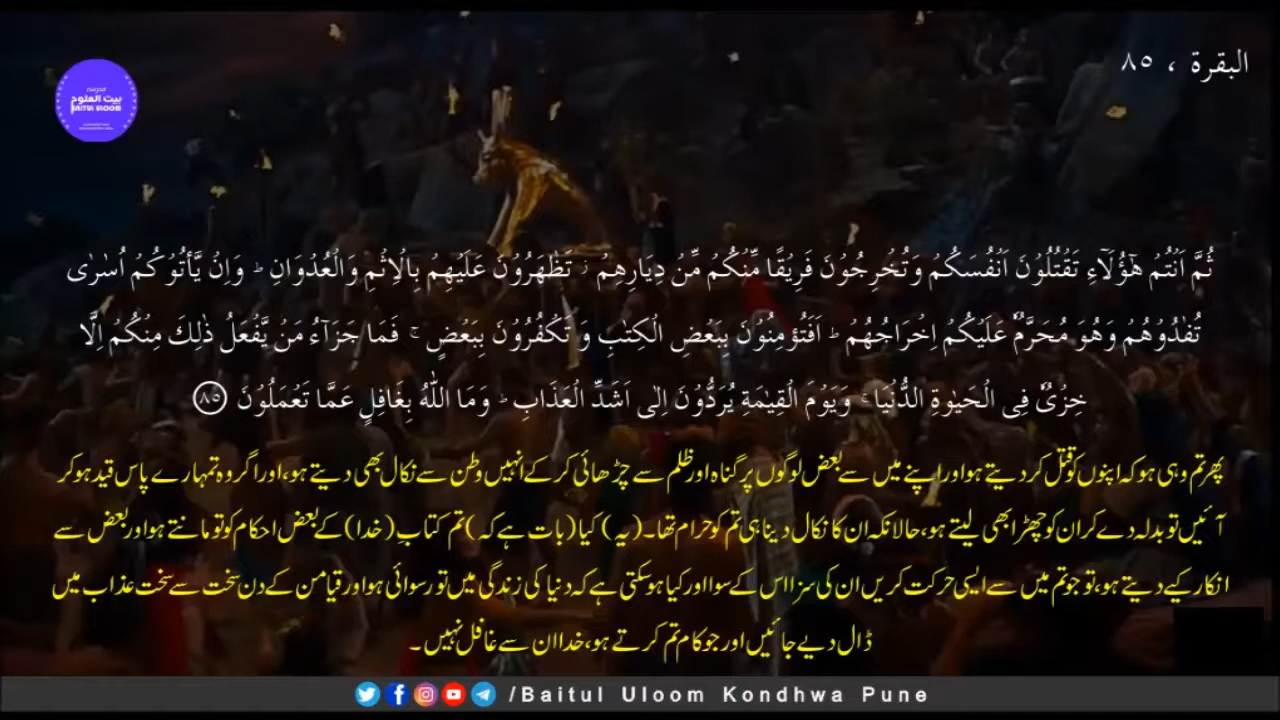 البقرة ، ٨٥
بيت العلوم
BAITUL ULOOM
ثُمَّ اَنْتُمْ هٰۤؤُلَآءِ تَقْتُلُوْنَ اَنْفُسَكُمْ وَتُخْرِجُوْنَ فَرِيْقًا مِّنْكُمْ مِّنْ دِيَارِهِمْ ؗ تَظٰهَرُوْنَ عَلَيْهِمْ بِالْاِثْمِ وَالْعُدْوَانِ ؕ وَاِنْ يَّاْتُوْكُمْ اُسٰرٰى
تُفٰدُوْهُمْ وَهُوَ مُحَرَّمٌ عَلَيْكُمْ اِخْرَاجُهُمْ ؕ اَفَتُؤْمِنُوْنَ بِبَعْضِ الْكِتٰبِ وَ تَكْفُرُوْنَ بِبَعْضٍ ۚ فَمَا جَزَآءُ مَنْ يَّفْعَلُ ذٰلِكَ مِنْكُمْ اِلَّا
خِزْىٌ فِى الْحَيٰوةِ الدُّنْيَا ۚ وَيَوْمَ الْقِيٰمَةِ يُرَدُّوْنَ اِلٰٓى اَشَدِّ الْعَذَابِ ؕ وَمَا اللّٰهُ بِغَافِلٍ عَمَّا تَعْمَلُوْنَ ۝٨٥
پھر تم وہی ہو کہ اپنوں کو قتل کر دیتے ہو اور اپنے میں سے بعض لوگوں پر گناہ اور ظلم سے چڑھائی کر کے انہیں وطن سے نکال بھی دیتے ہو، اور اگر وہ تمہارے پاس قید ہو کر
آئیں تو بدلہ دے کر ان کو چھڑا بھی لیتے ہو، حالانکہ ان کا نکال دینا ہی تم کو حرام تھا۔ (یہ) کیا (بات ہے کہ) تم کتابِ (خدا) کے بعض احکام کو تو مانتے ہو اور بعض سے
انکار کیے دیتے ہو، تو جو تم میں سے ایسی حرکت کریں ان کی سزا اس کے سوا اور کیا ہو سکتی ہے کہ دنیا کی زندگی میں تو رسوائی ہو اور قیامن کے دن سخت سے سخت عذاب میں
ڈال دیے جائیں اور جو کام تم کرتے ہو، خدا ان سے غافل نہیں۔
/Baitul Uloom Kondhwa Pune